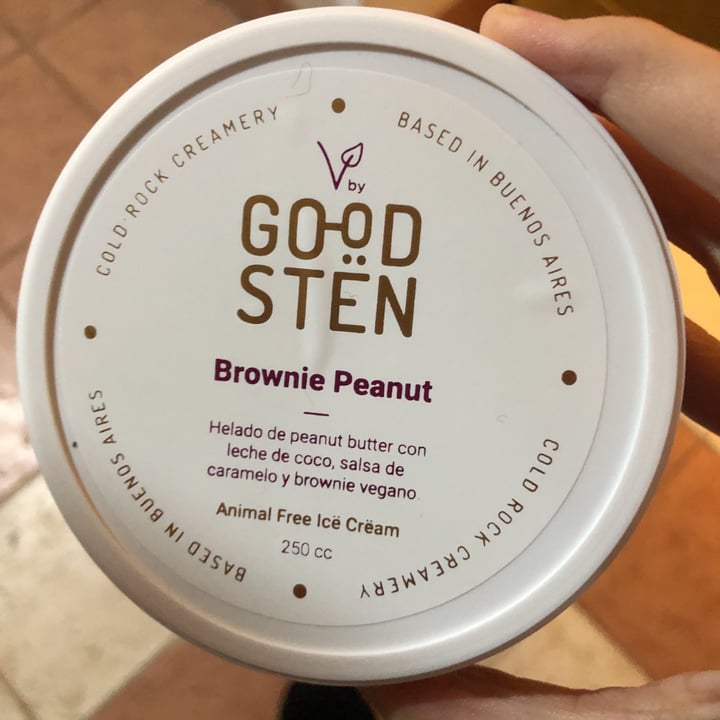 COLD ROCK CREAMERY
BASED IN BUENOS AIRES
V by
GOOD
STËN
Brownie Peanut
Helado de peanut butter con
leche de coco, salsa de
caramelo y brownie vegano
Animal Free Icë Crëam
250 cc
BASED IN BUENOS AIRES
COLD ROCK CREAMERY